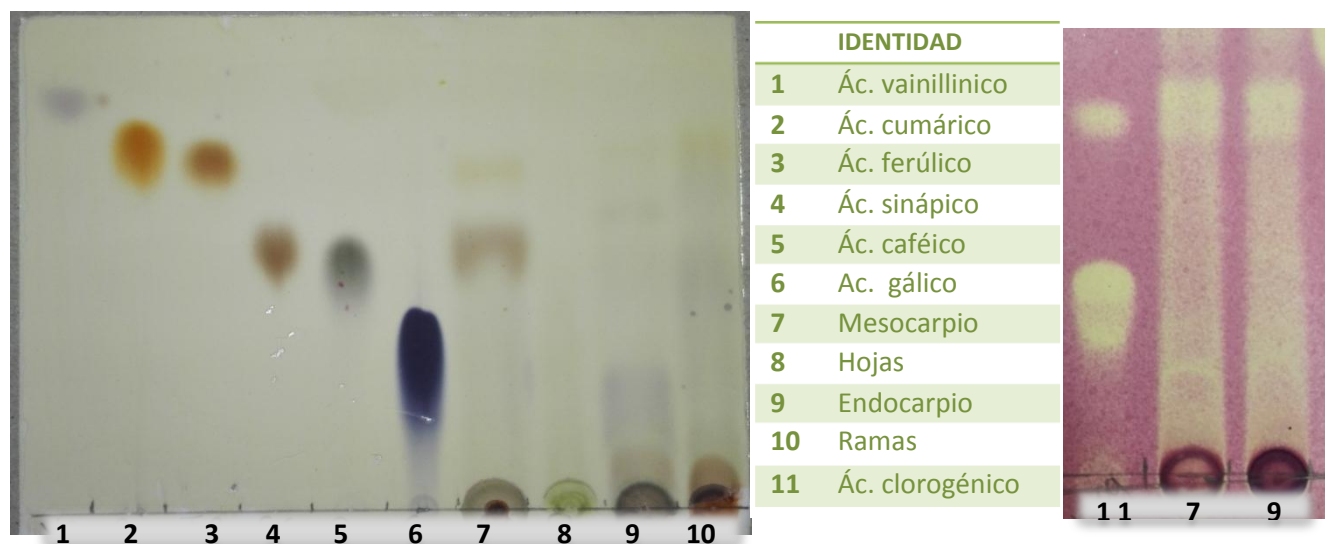 IDENTIDAD
1 Ác. vainillinico
2 Ác. cumárico
3 Ác. ferúlico
4 Ác. sinápico
5 Ác. caféico
6 Ac. gálico
7 Mesocarpio
8 Hojas
9 Endocarpio
10 Ramas
11 Ác. clorogénico
1 2 3 4 5 6 7 8 9 10
1 1 7 9